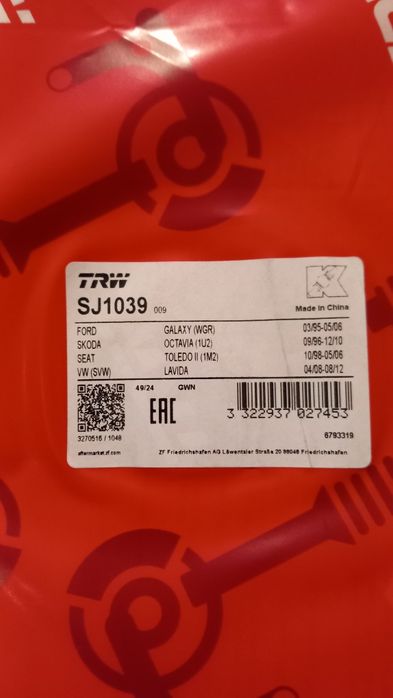 TRW
SJ1039 009
Made in China
FORD GALAXY (WGR) 03/95-05/06
SKODA OCTAVIA (1U2) 09/96-12/10
SEAT TOLEDO II (1M2) 10/98-05/06
VW (SVW) LAVIDA 04/08-08/12
49/24 GWN
EAC
3 322937 027453
3270516 / 1048
6793319
aftermarket.zf.com
ZF Friedrichshafen AG Löwentaler Straße 20 88046 Friedrichshafen